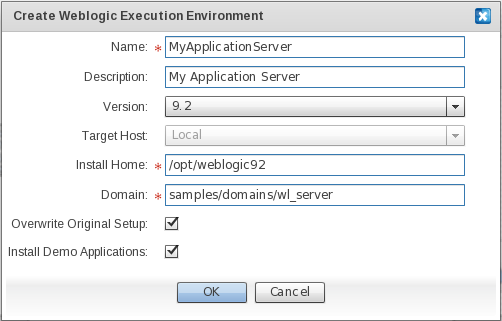 Create Weblogic Execution Environment
Name: * MyApplicationServer
Description: My Application Server
Version: 9.2
Target Host: Local
Install Home: * /opt/weblogic92
Domain: * samples/domains/wl_server
Overwrite Original Setup:
Install Demo Applications:
OK Cancel